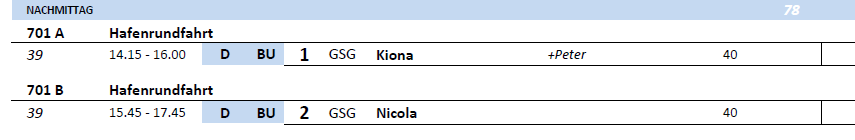 NACHMITTAG 78
701 A Hafenrundfahrt
39 14.15 - 16.00 D BU 1 GSG Kiona +Peter 40
701 B Hafenrundfahrt
39 15.45 - 17.45 D BU 2 GSG Nicola 40